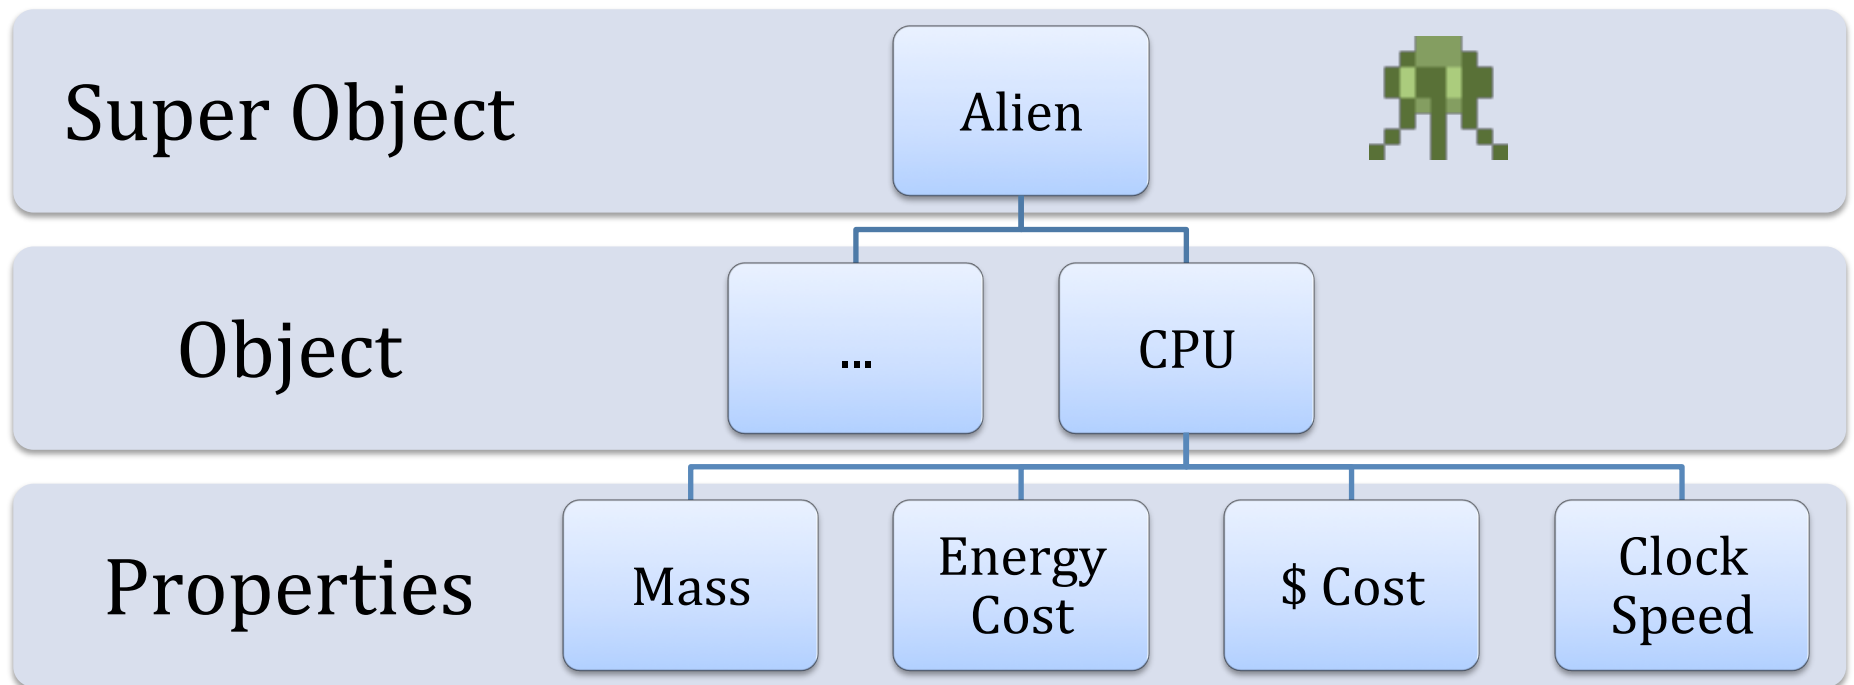 Super Object
Alien
Object
...
CPU
Properties
Mass
Energy
Cost
$ Cost
Clock
Speed